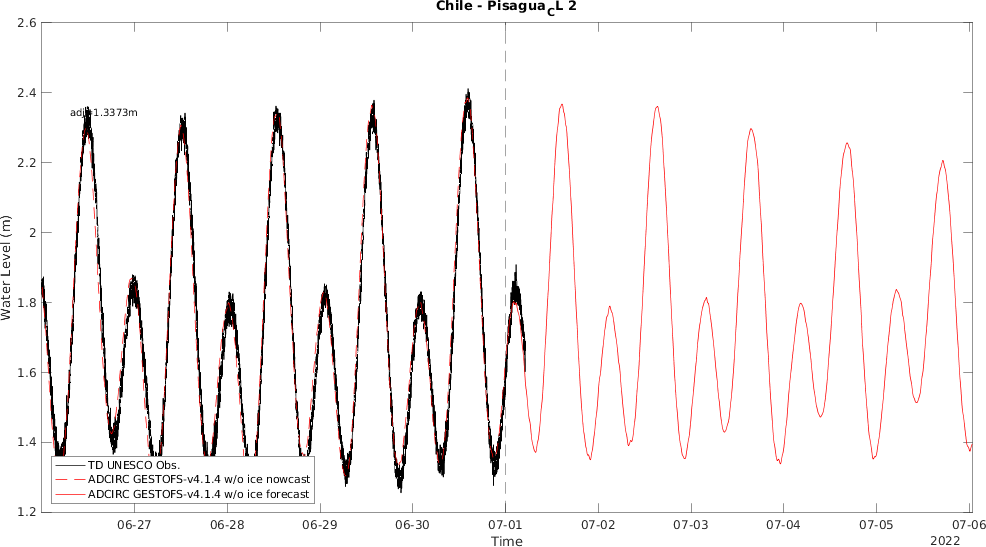 Chile - PisaguaCL 2
2.6
2.4
adj=1.3373m
2.2
2
Water Level (m)
1.8
1.6
1.4
TD UNESCO Obs.
ADCIRC GESTOFS-v4.1.4 w/o ice nowcast
ADCIRC GESTOFS-v4.1.4 w/o ice forecast
1.2
06-27 06-28 06-29 06-30 07-01 07-02 07-03 07-04 07-05 07-06
Time
2022